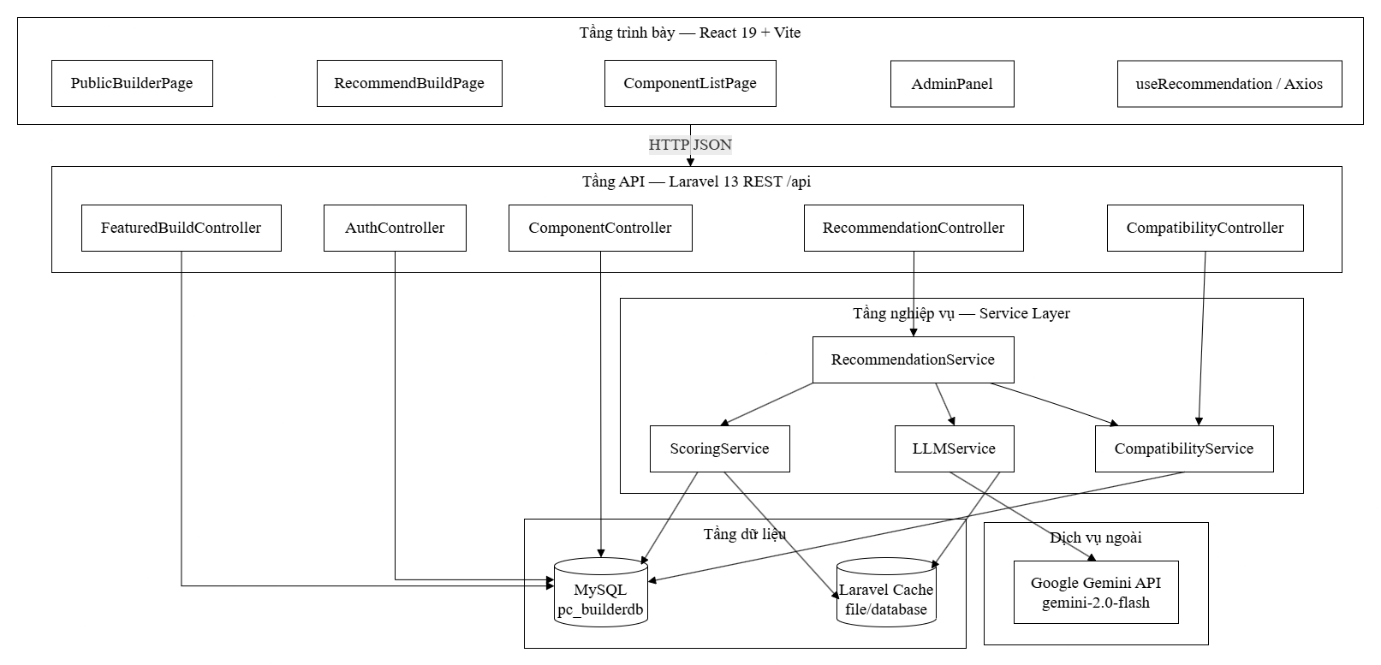 Tầng trình bày — React 19 + Vite
PublicBuilderPage
RecommendBuildPage
ComponentListPage
AdminPanel
useRecommendation / Axios
HTTP JSON
Tầng API — Laravel 13 REST /api
FeaturedBuildController
AuthController
ComponentController
RecommendationController
CompatibilityController
Tầng nghiệp vụ — Service Layer
RecommendationService
ScoringService
LLMService
CompatibilityService
Tầng dữ liệu
MySQL
pc_builderdb
Laravel Cache
file/database
Dịch vụ ngoài
Google Gemini API
gemini-2.0-flash